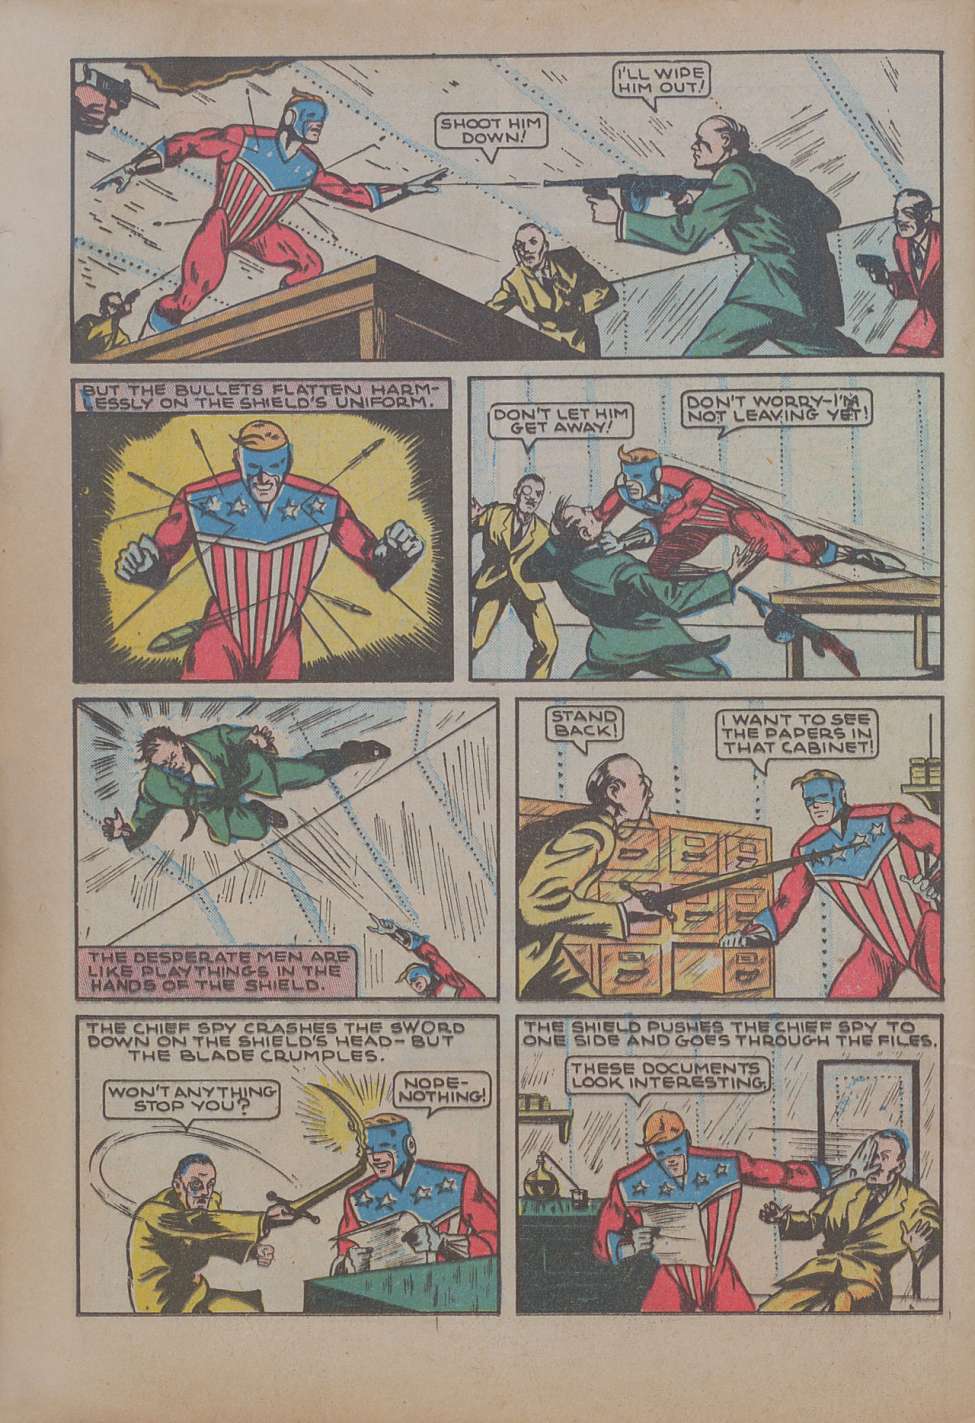 SHOOT HIM
DOWN!
I'LL WIPE
HIM OUT!
BUT THE BULLETS FLATTEN HARM-
LESSLY ON THE SHIELD'S UNIFORM.
DON'T LET HIM
GET AWAY!
DON'T WORRY-I'M
NOT LEAVING YET!
THE DESPERATE MEN ARE
LIKE PLAYTHINGS IN THE
HANDS OF THE SHIELD.
STAND
BACK!
I WANT TO SEE
THE PAPERS IN
THAT CABINET!
THE CHIEF SPY CRASHES THE SWORD
DOWN ON THE SHIELD'S HEAD-BUT
THE BLADE CRUMPLES.
WON'T ANYTHING
STOP YOU?
NOPE-
NOTHING!
THE SHIELD PUSHES THE CHIEF SPY TO
ONE SIDE AND GOES THROUGH THE FILES.
THESE DOCUMENTS
LOOK INTERESTING.